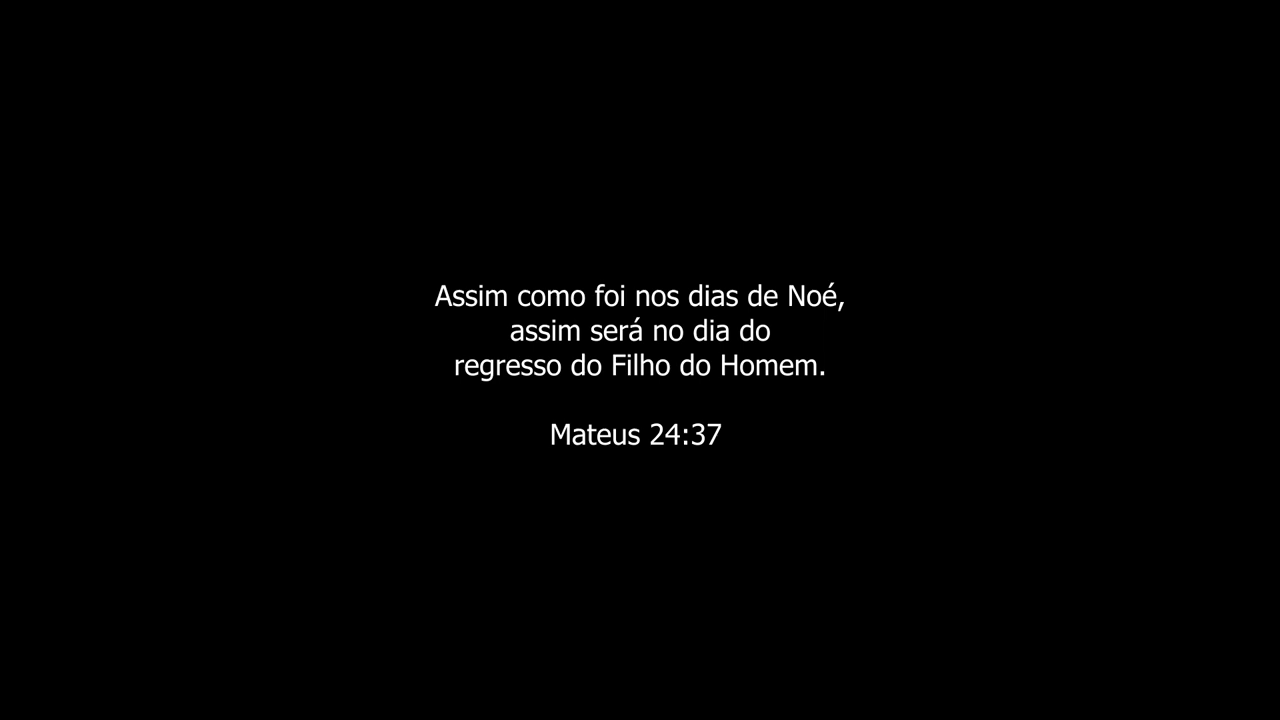 Assim como foi nos dias de Noé,
assim será no dia do
regresso do Filho do Homem.
Mateus 24:37